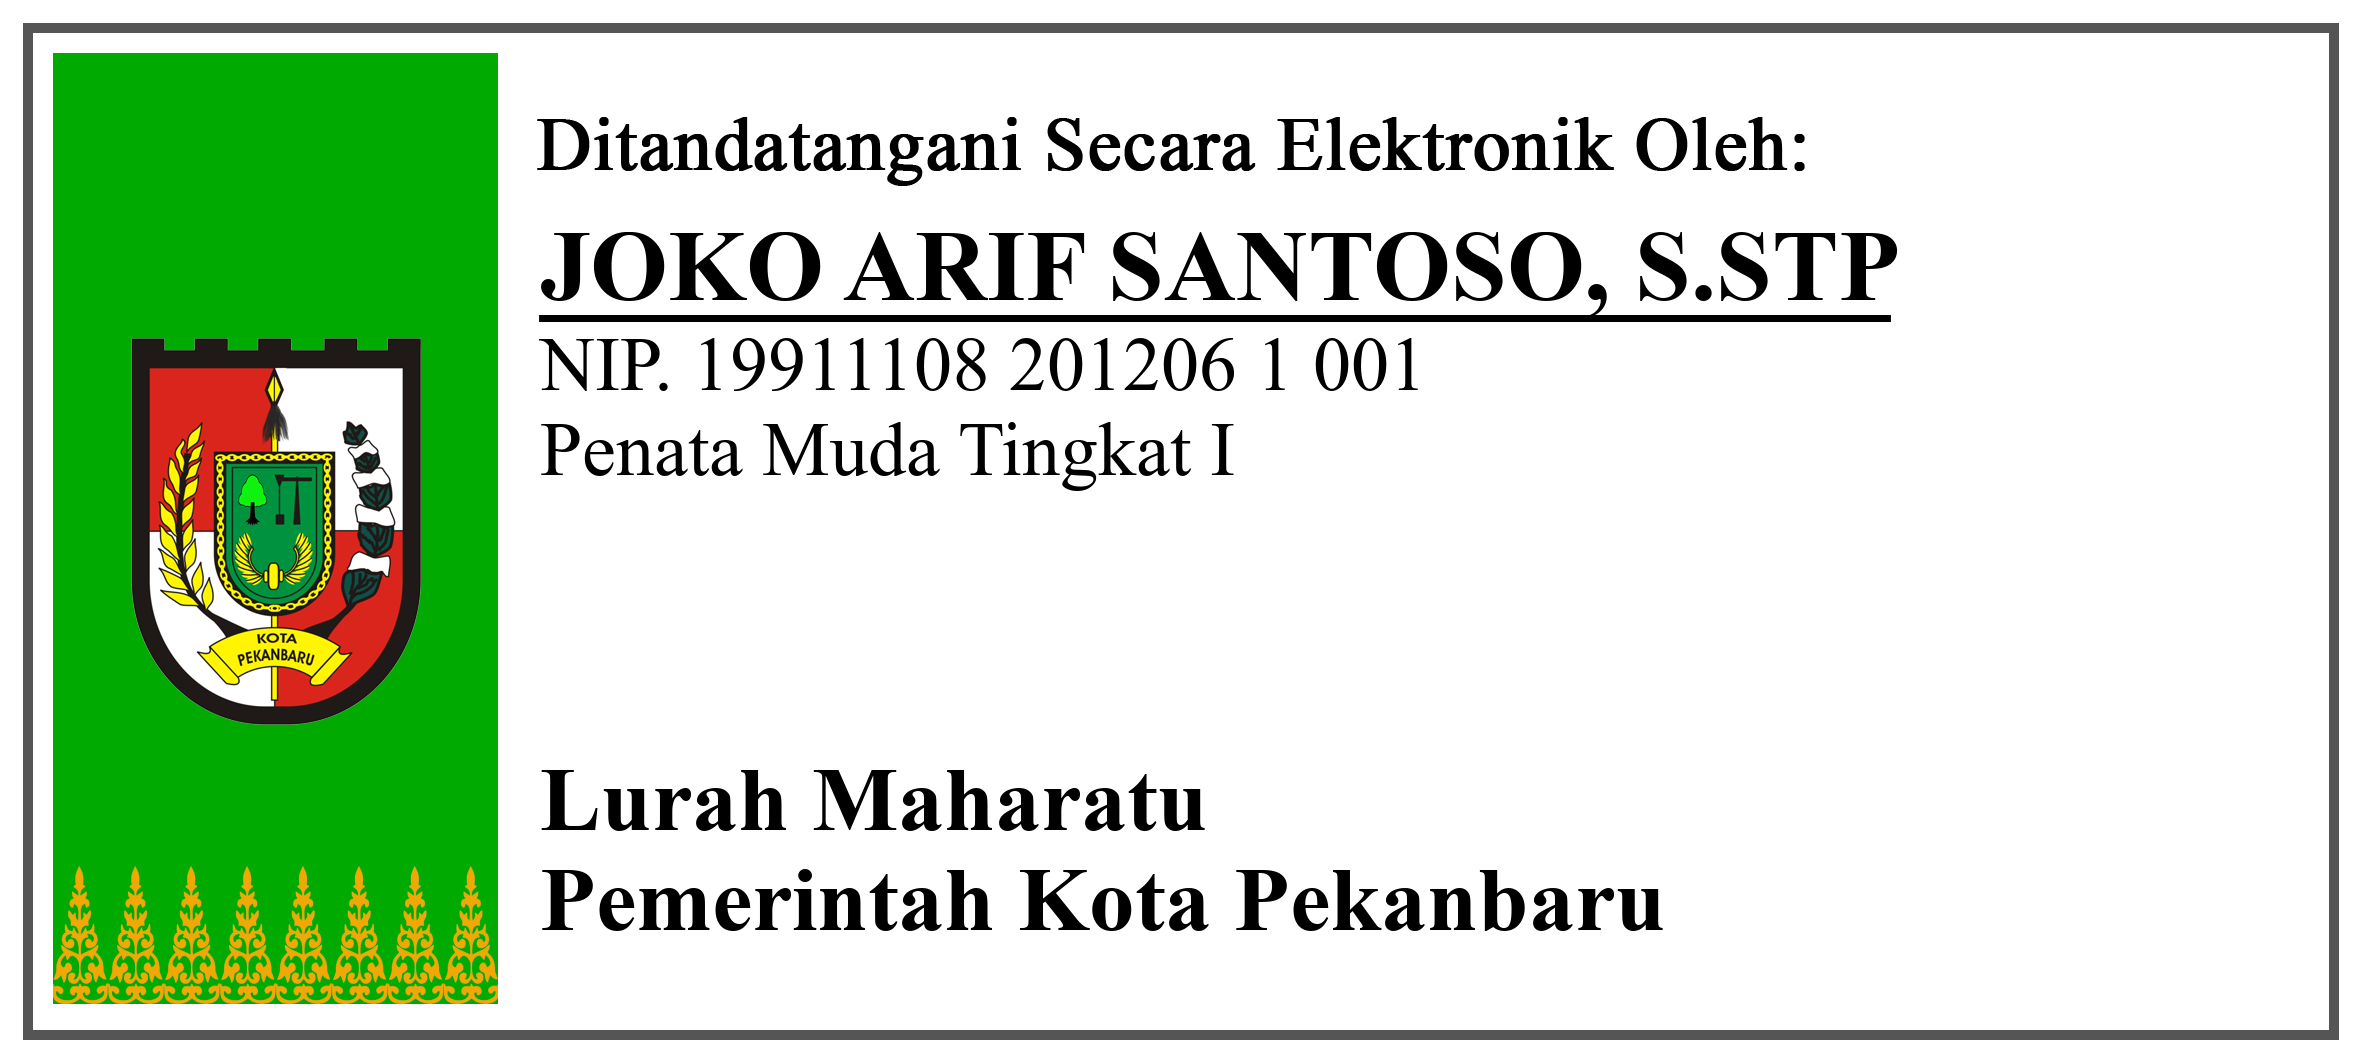 Ditandatangani Secara Elektronik Oleh:
JOKO ARIF SANTOSO, S.STP
NIP. 19911108 201206 1 001
Penata Muda Tingkat I
KOTA
PEKANBARU
Lurah Maharatu
Pemerintah Kota Pekanbaru